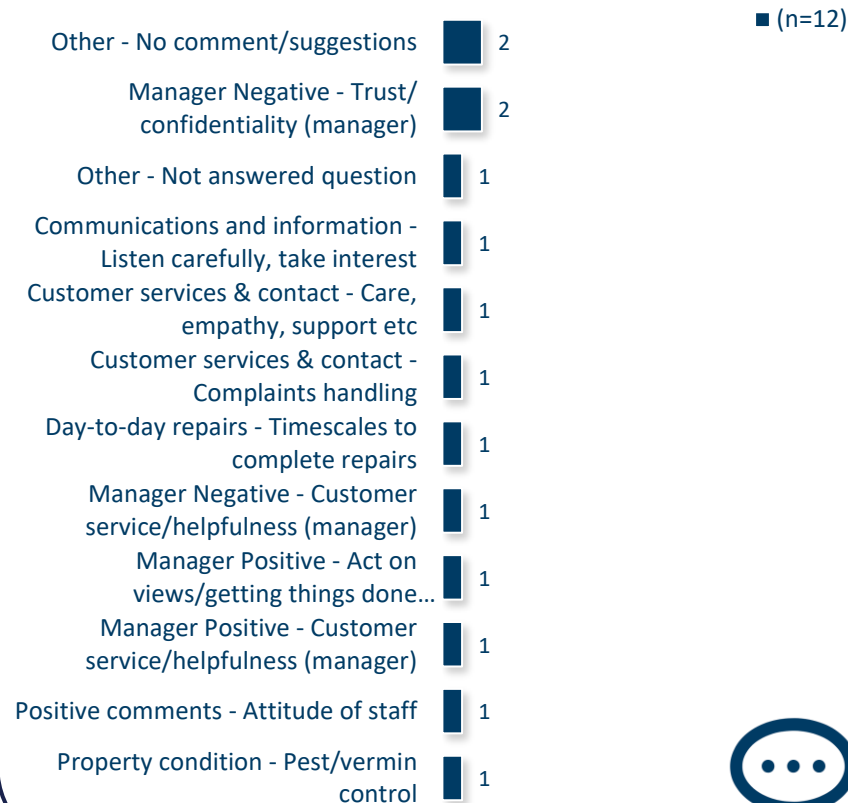 ■ (n=12)
Other - No comment/suggestions 2
Manager Negative - Trust/
confidentiality (manager) 2
Other - Not answered question 1
Communications and information -
Listen carefully, take interest 1
Customer services & contact - Care,
empathy, support etc 1
Customer services & contact -
Complaints handling 1
Day-to-day repairs - Timescales to
complete repairs 1
Manager Negative - Customer
service/helpfulness (manager) 1
Manager Positive - Act on
views/getting things done… 1
Manager Positive - Customer
service/helpfulness (manager) 1
Positive comments - Attitude of staff 1
Property condition - Pest/vermin
control 1